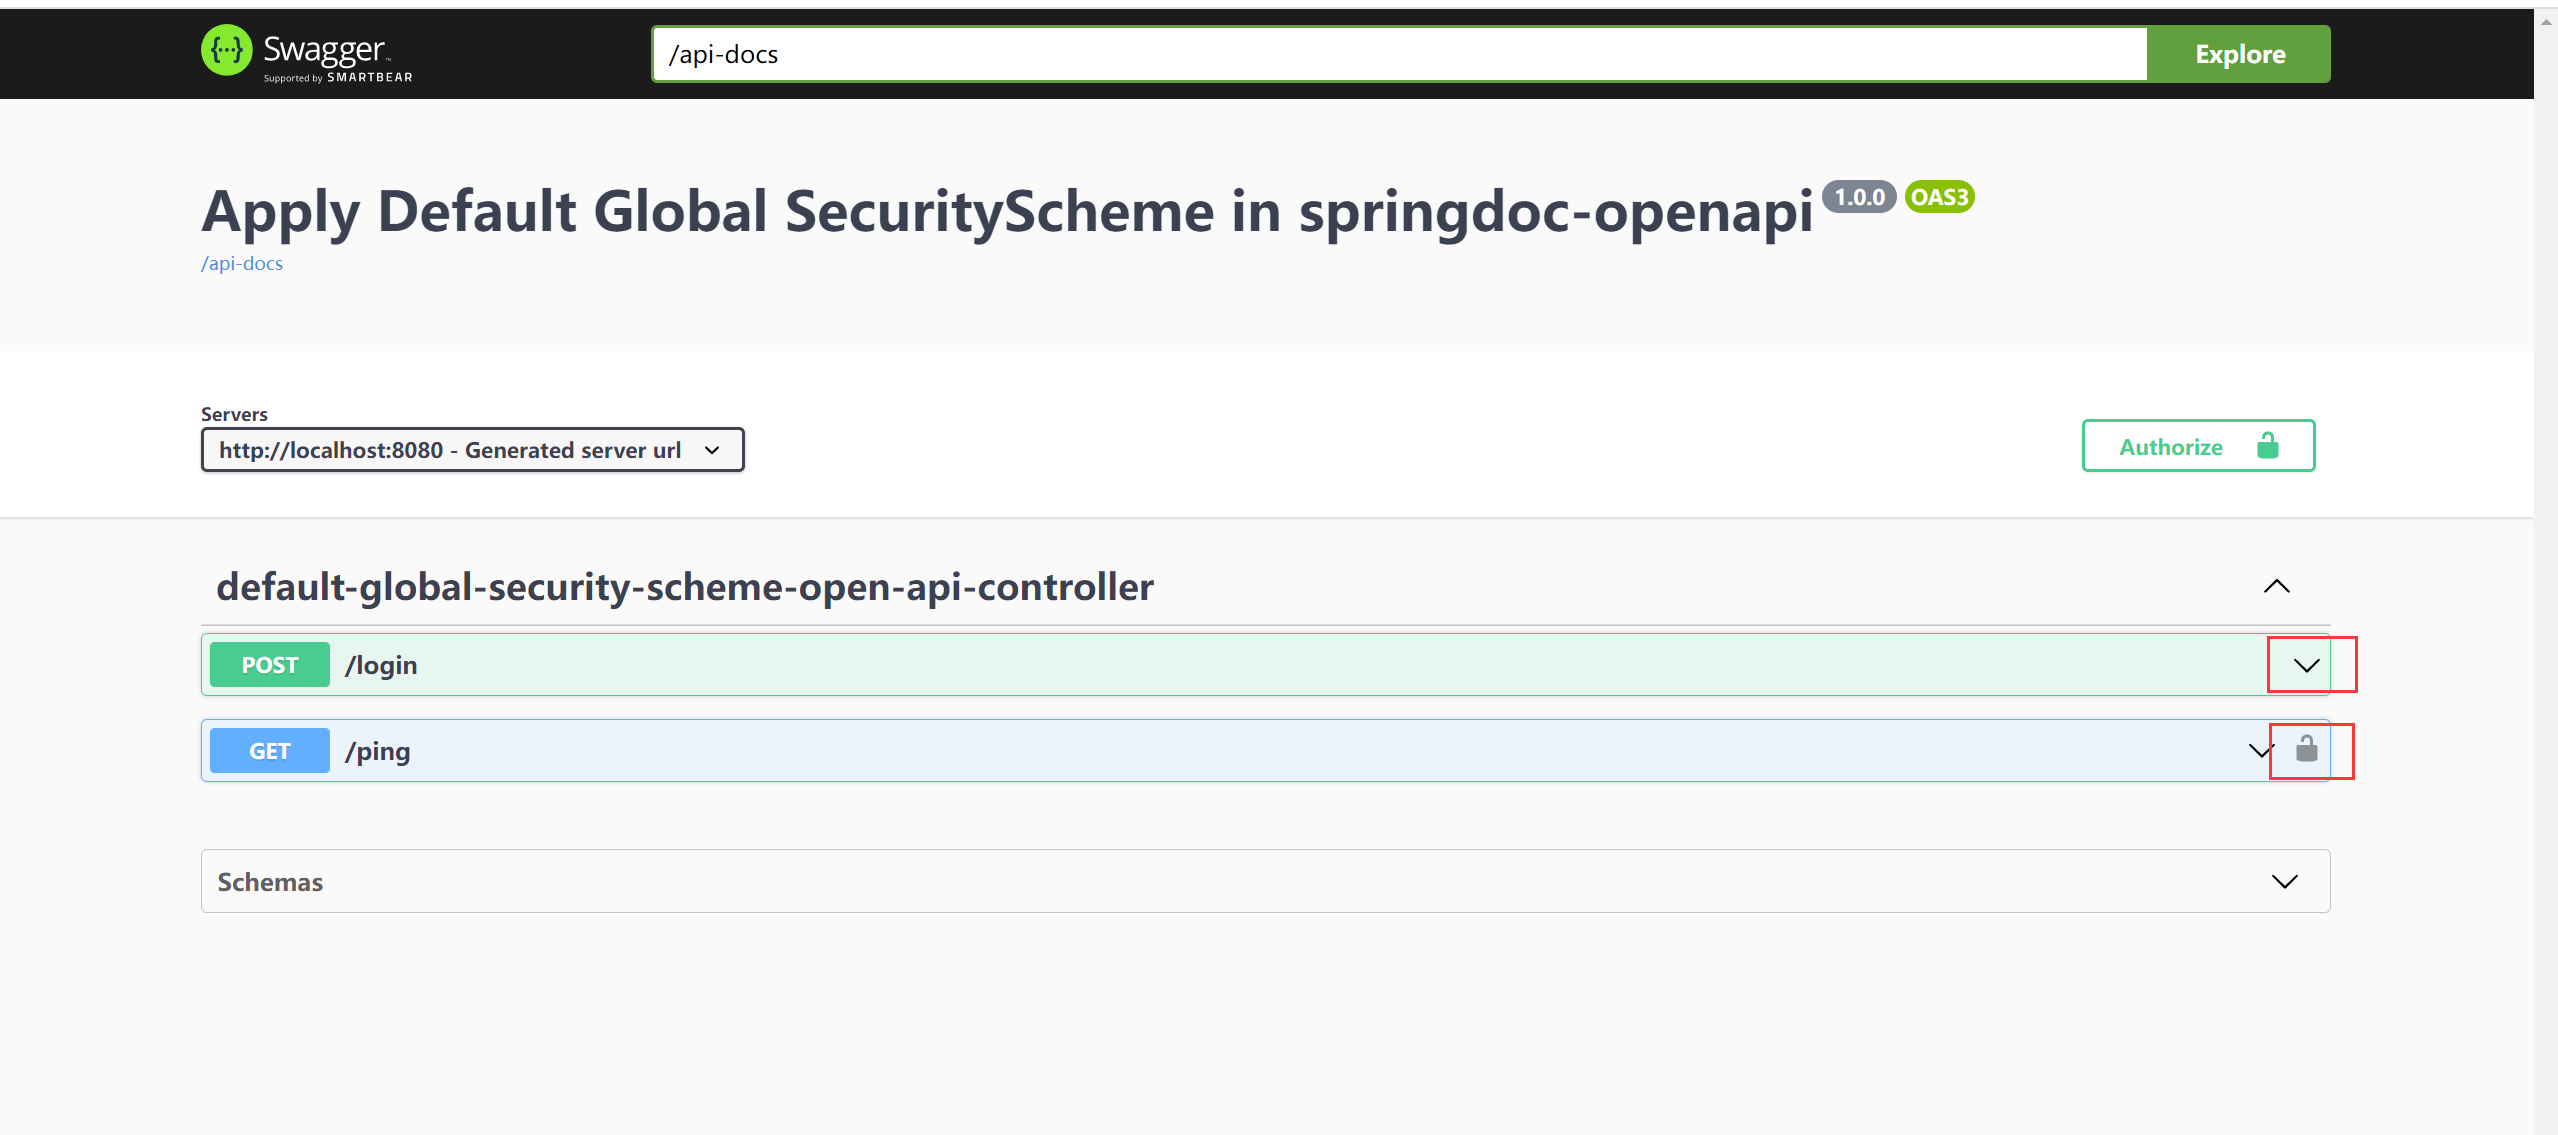 {···} Swagger™
Supported by SMARTBEAR
/api-docs
Explore
Apply Default Global SecurityScheme in springdoc-openapi 1.0.0 OAS3
/api-docs
Servers
http://localhost:8080 - Generated server url
Authorize
default-global-security-scheme-open-api-controller
POST /login
GET /ping
Schemas